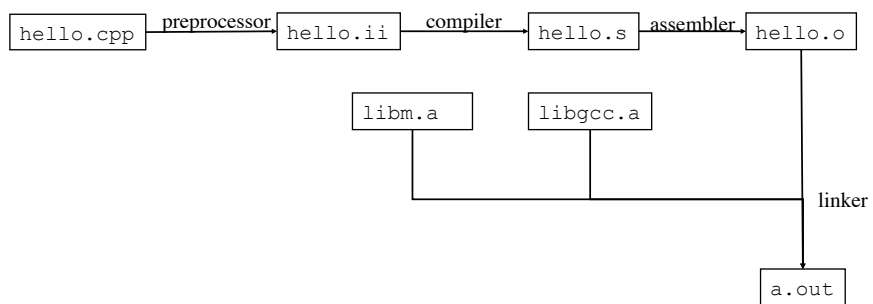 hello.cpp preprocessor hello.ii compiler hello.s assembler hello.o
libm.a libgcc.a
linker
a.out